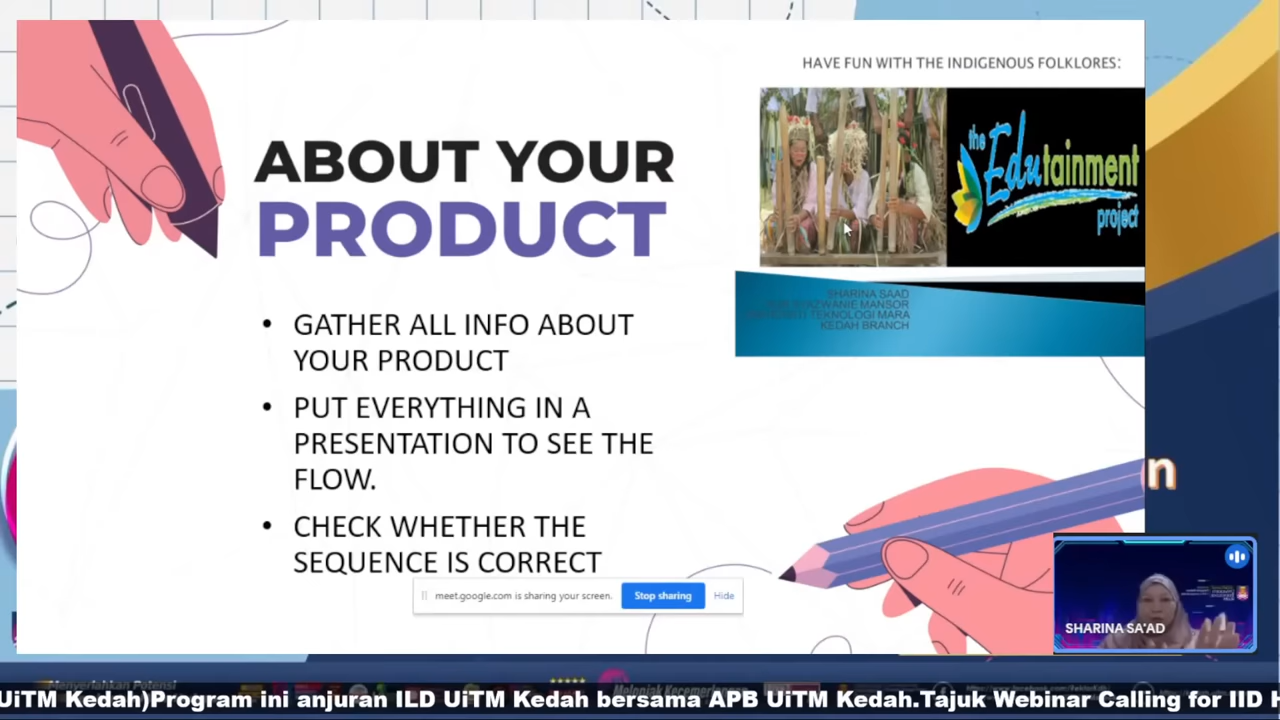 HAVE FUN WITH THE INDIGENOUS FOLKLORES:
the
Edutainment
project
ABOUT YOUR
PRODUCT
SHARINA SAAD
MANSOR
TEKNOLOGI MARA
KEDAH BRANCH
• GATHER ALL INFO ABOUT
YOUR PRODUCT
• PUT EVERYTHING IN A
PRESENTATION TO SEE THE
FLOW.
• CHECK WHETHER THE
SEQUENCE IS CORRECT
n
meet.google.com is sharing your screen.
Stop sharing
Hide
SHARINA SA'AD
UiTM Kedah)Program ini anjuran ILD UiTM Kedah bersama APB UiTM Kedah.Tajuk Webinar Calling for IID